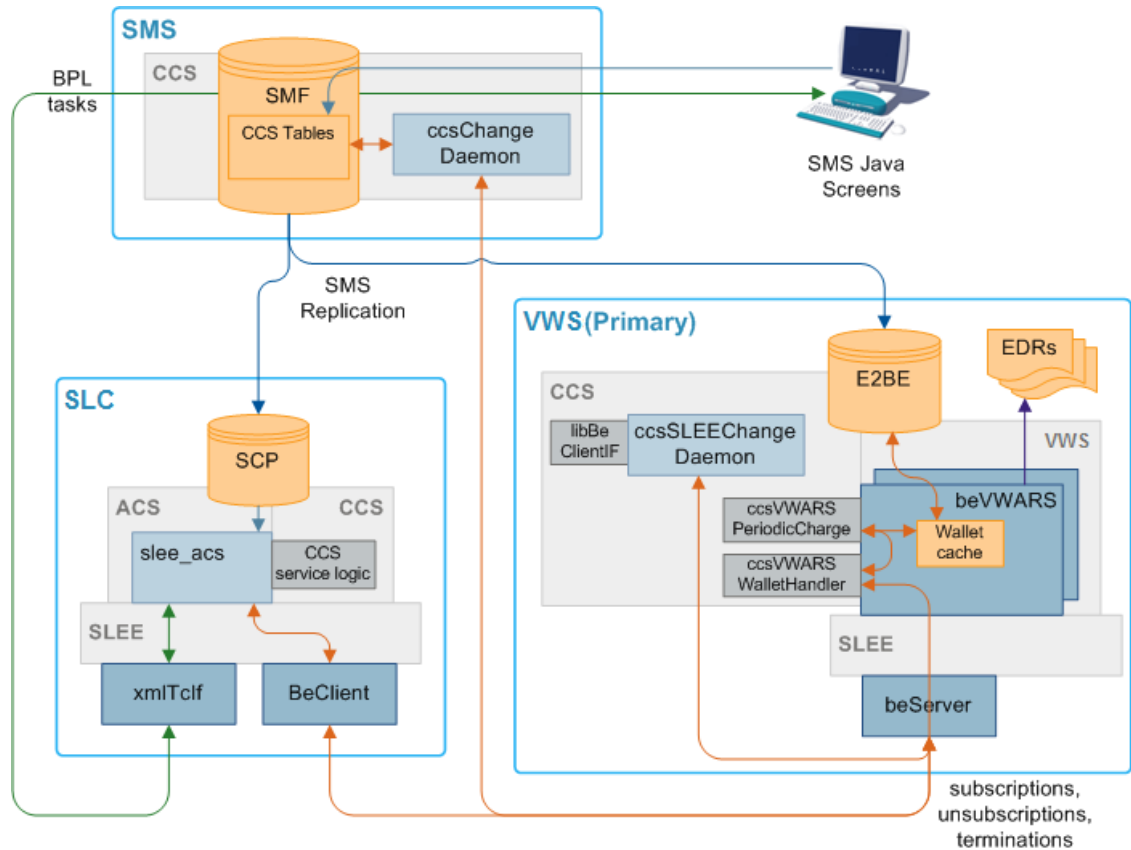 SMS
CCS
BPL
tasks
SMF
CCS Tables
ccsChange
Daemon
SMS Java
Screens
SMS
Replication
VWS(Primary)
EDRs
E2BE
CCS
libBe
ClientIF
ccsSLEEChange
Daemon
VWS
beVWARS
ccsVWARS
PeriodicCharge
Wallet
cache
ccsVWARS
WalletHandler
SLEE
beServer
subscriptions,
unsubscriptions,
terminations
SLC
SCP
ACS
CCS
slee_acs
CCS
service logic
SLEE
xmlTcIf
BeClient